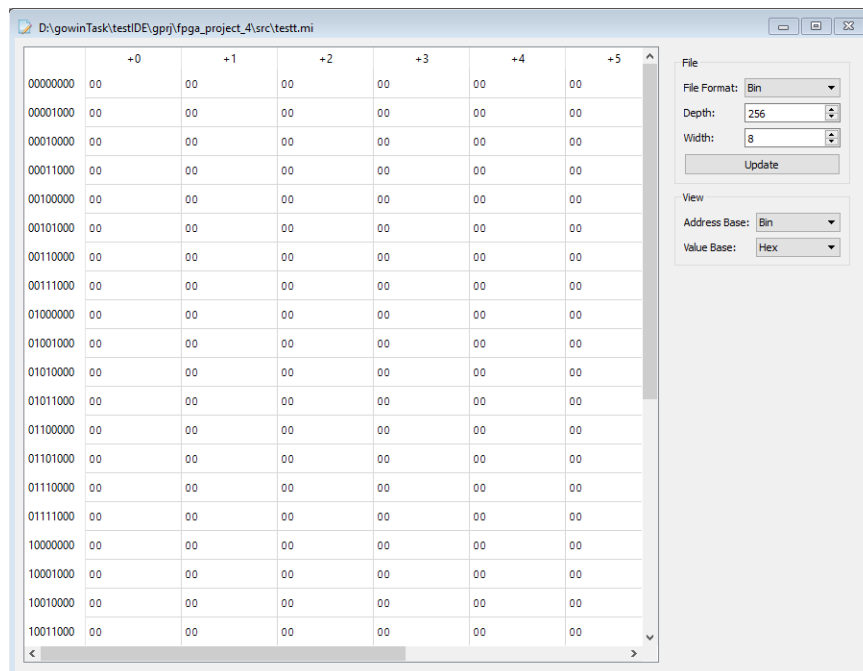 D:\gowinTask\testIDE\gprj\fpga_project_4\src\testt.mi
+0 +1 +2 +3 +4 +5
00000000 00 00 00 00 00 00
00001000 00 00 00 00 00 00
00010000 00 00 00 00 00 00
00011000 00 00 00 00 00 00
00100000 00 00 00 00 00 00
00101000 00 00 00 00 00 00
00110000 00 00 00 00 00 00
00111000 00 00 00 00 00 00
01000000 00 00 00 00 00 00
01001000 00 00 00 00 00 00
01010000 00 00 00 00 00 00
01011000 00 00 00 00 00 00
01100000 00 00 00 00 00 00
01101000 00 00 00 00 00 00
01110000 00 00 00 00 00 00
01111000 00 00 00 00 00 00
10000000 00 00 00 00 00 00
10001000 00 00 00 00 00 00
10010000 00 00 00 00 00 00
10011000 00 00 00 00 00 00
File
File Format: Bin
Depth: 256
Width: 8
Update
View
Address Base: Bin
Value Base: Hex